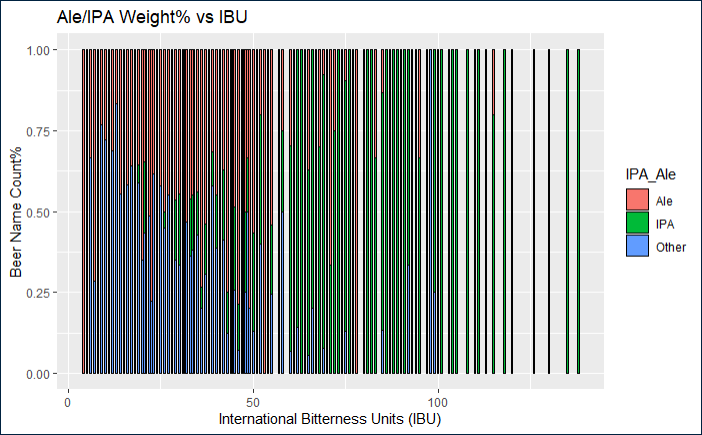 Ale/IPA Weight% vs IBU
Beer Name Count%
1.00
0.75
0.50
0.25
0.00
0
50
100
International Bitterness Units (IBU)
IPA_Ale
Ale
IPA
Other